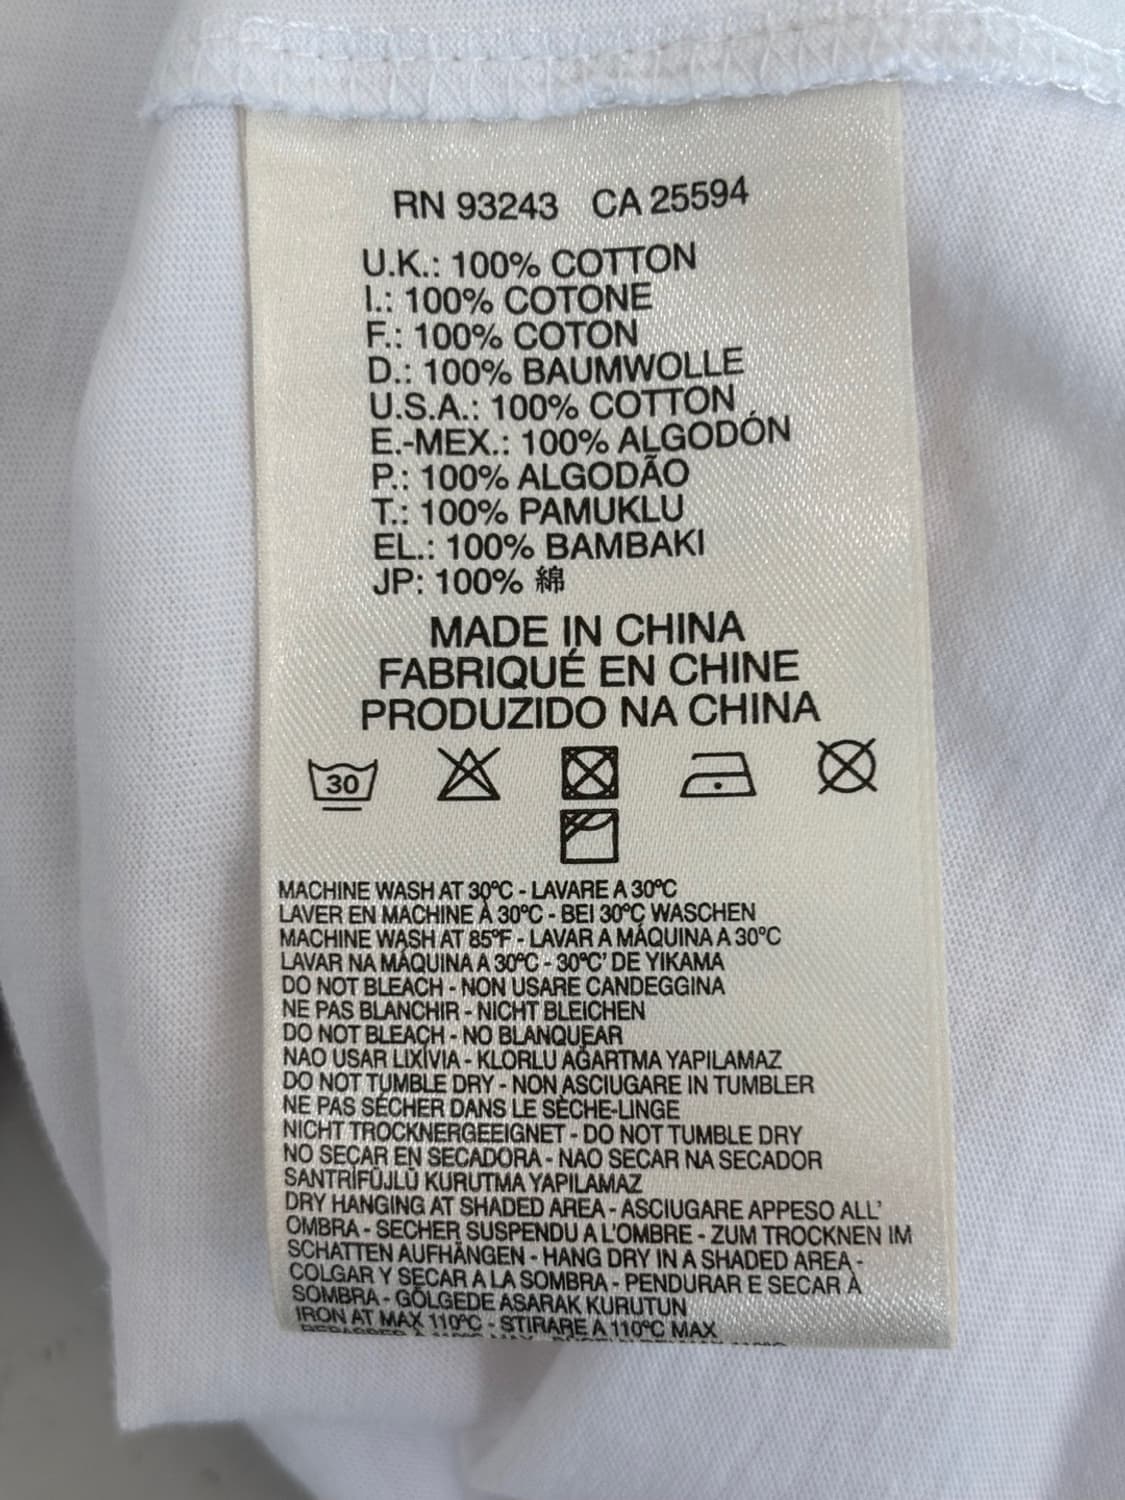 RN 93243 CA 25594
U.K.: 100% COTTON
I.: 100% COTONE
F.: 100% COTON
D.: 100% BAUMWOLLE
U.S.A.: 100% COTTON
E.-MEX.: 100% ALGODÓN
P.: 100% ALGODÃO
T.: 100% PAMUKLU
EL.: 100% BAMBAKI
JP: 100% 綿
MADE IN CHINA
FABRIQUÉ EN CHINE
PRODUZIDO NA CHINA
30
MACHINE WASH AT 30°C - LAVARE A 30°C
LAVER EN MACHINE À 30°C - BEI 30°C WASCHEN
MACHINE WASH AT 85°F - LAVAR A MÁQUINA A 30°C
LAVAR NA MÁQUINA A 30°C - 30°C' DE YIKAMA
DO NOT BLEACH - NON USARE CANDEGGINA
NE PAS BLANCHIR - NICHT BLEICHEN
DO NOT BLEACH - NO BLANQUEAR
NAO USAR LIXÍVIA - KLORLU AĞARTMA YAPILAMAZ
DO NOT TUMBLE DRY - NON ASCIUGARE IN TUMBLER
NE PAS SÉCHER DANS LE SÈCHE-LINGE
NICHT TROCKNERGEEIGNET - DO NOT TUMBLE DRY
NO SECAR EN SECADORA - NAO SECAR NA SECADOR
SANTRİFÜJLÜ KURUTMA YAPILAMAZ
DRY HANGING AT SHADED AREA - ASCIUGARE APPESO ALL'
OMBRA - SECHER SUSPENDU A L'OMBRE - ZUM TROCKNEN IM
SCHATTEN AUFHÄNGEN - HANG DRY IN A SHADED AREA -
COLGAR Y SECAR A LA SOMBRA - PENDURAR E SECAR À
SOMBRA - GÖLGEDE ASARAK KURUTUN
IRON AT MAX 110°C - STIRARE A 110°C MAX